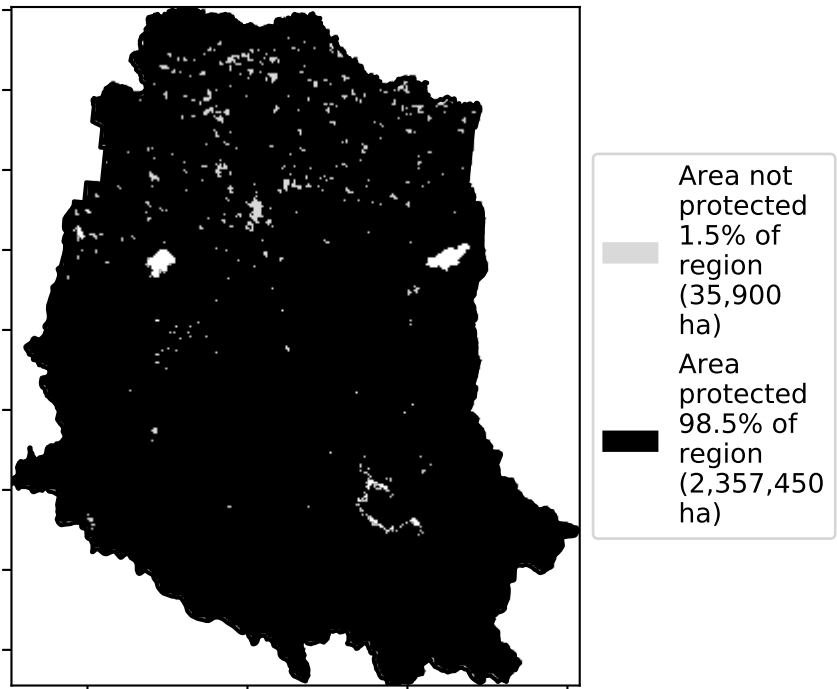 Area not
protected
1.5% of
region
(35,900
ha)
Area
protected
98.5% of
region
(2,357,450
ha)